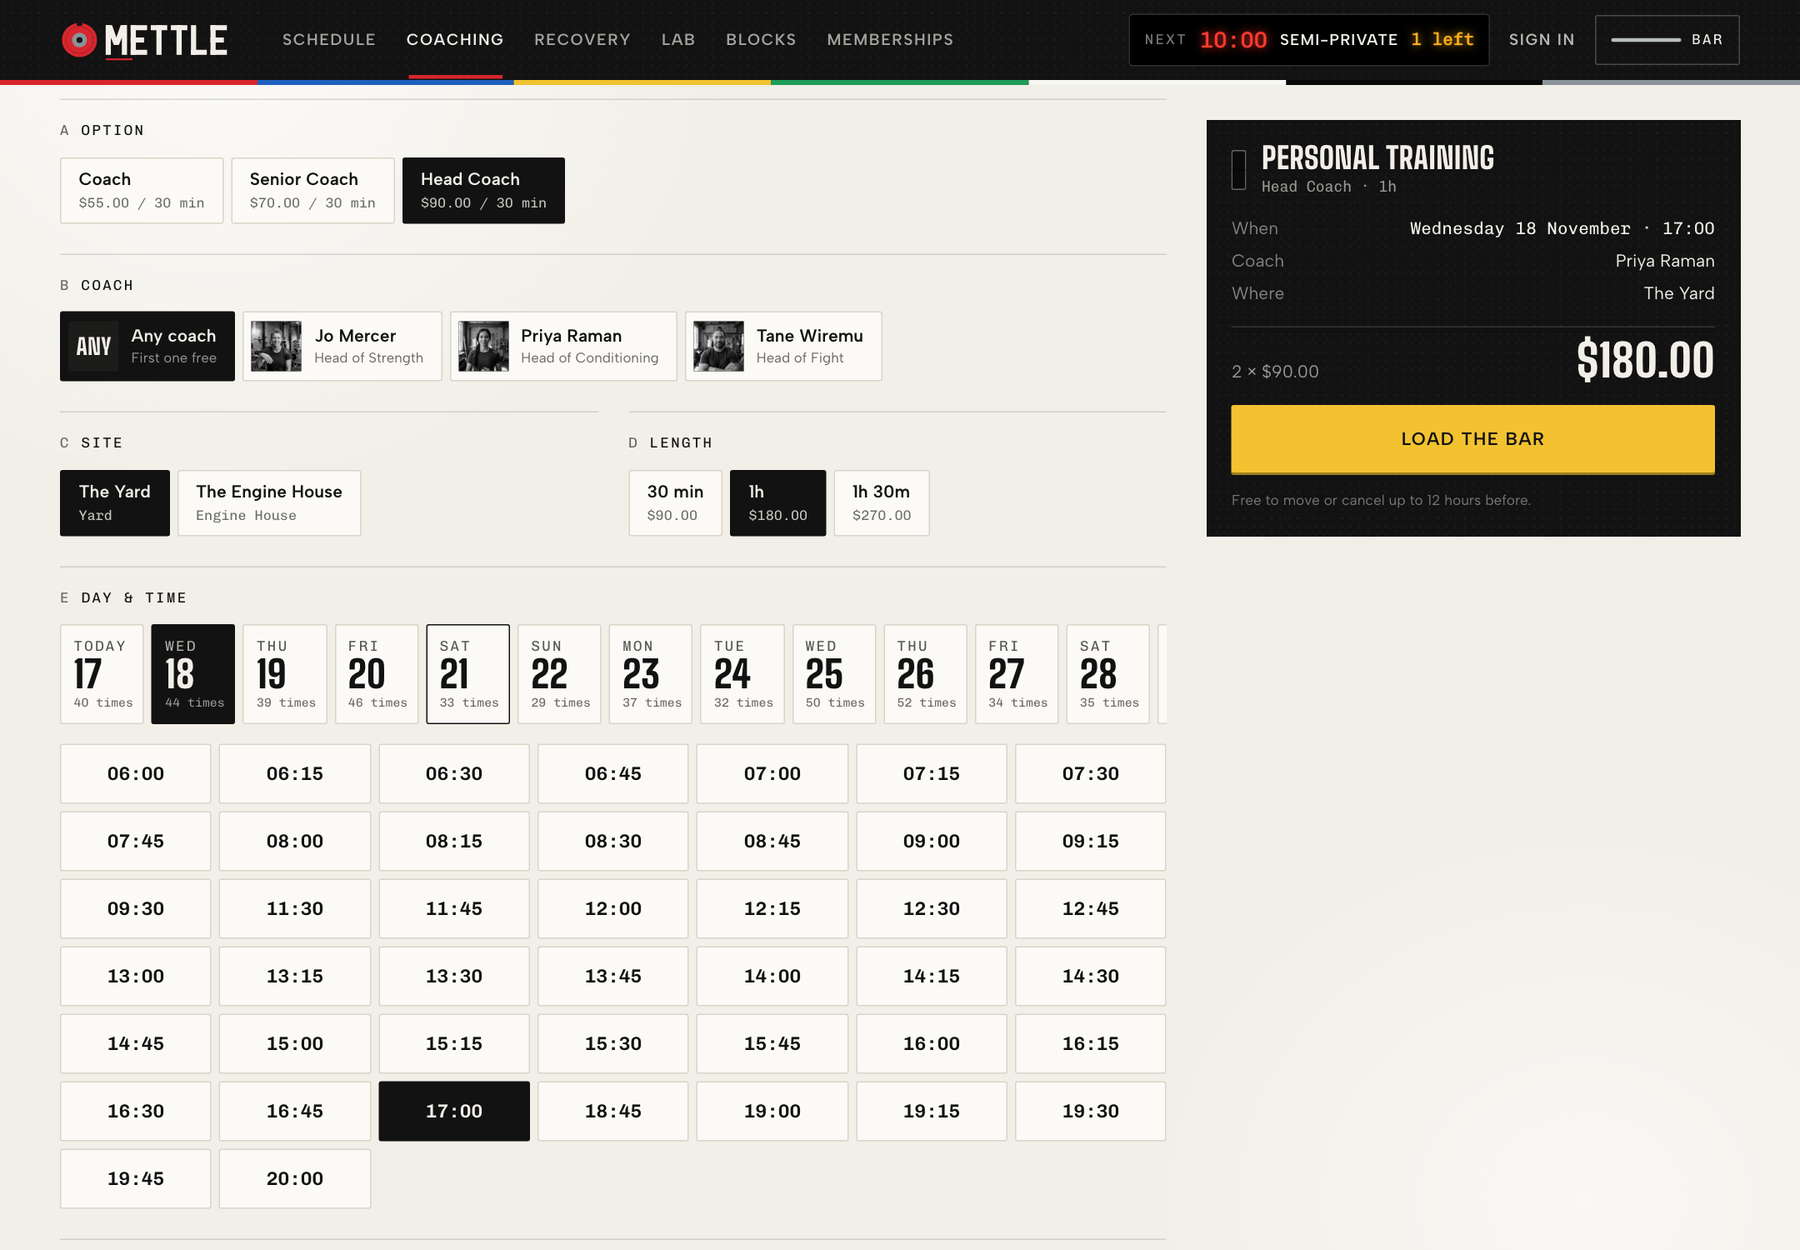 METTLE
SCHEDULE COACHING RECOVERY LAB BLOCKS MEMBERSHIPS
NEXT 10:00 SEMI-PRIVATE 1 left
SIGN IN
BAR
A OPTION
Coach
$55.00 / 30 min
Senior Coach
$70.00 / 30 min
Head Coach
$90.00 / 30 min
B COACH
ANY
Any coach
First one free
Jo Mercer
Head of Strength
Priya Raman
Head of Conditioning
Tane Wiremu
Head of Fight
C SITE
The Yard
Yard
The Engine House
Engine House
D LENGTH
30 min
$90.00
1h
$180.00
1h 30m
$270.00
E DAY & TIME
TODAY
17
40 times
WED
18
44 times
THU
19
39 times
FRI
20
46 times
SAT
21
33 times
SUN
22
29 times
MON
23
37 times
TUE
24
32 times
WED
25
50 times
THU
26
52 times
FRI
27
34 times
SAT
28
35 times
06:00 06:15 06:30 06:45 07:00 07:15 07:30
07:45 08:00 08:15 08:30 08:45 09:00 09:15
09:30 11:30 11:45 12:00 12:15 12:30 12:45
13:00 13:15 13:30 13:45 14:00 14:15 14:30
14:45 15:00 15:15 15:30 15:45 16:00 16:15
16:30 16:45 17:00 18:45 19:00 19:15 19:30
19:45 20:00
PERSONAL TRAINING
Head Coach · 1h
When Wednesday 18 November · 17:00
Coach Priya Raman
Where The Yard
2 × $90.00 $180.00
LOAD THE BAR
Free to move or cancel up to 12 hours before.